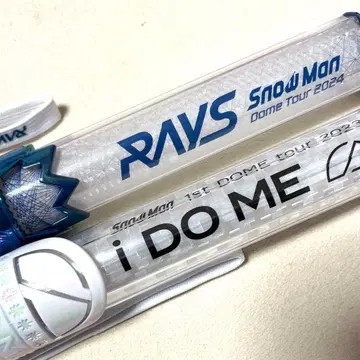 RAYS
Snow Man
Dome Tour 2024
Snow Man 1st DOME tour 2023
i DO ME